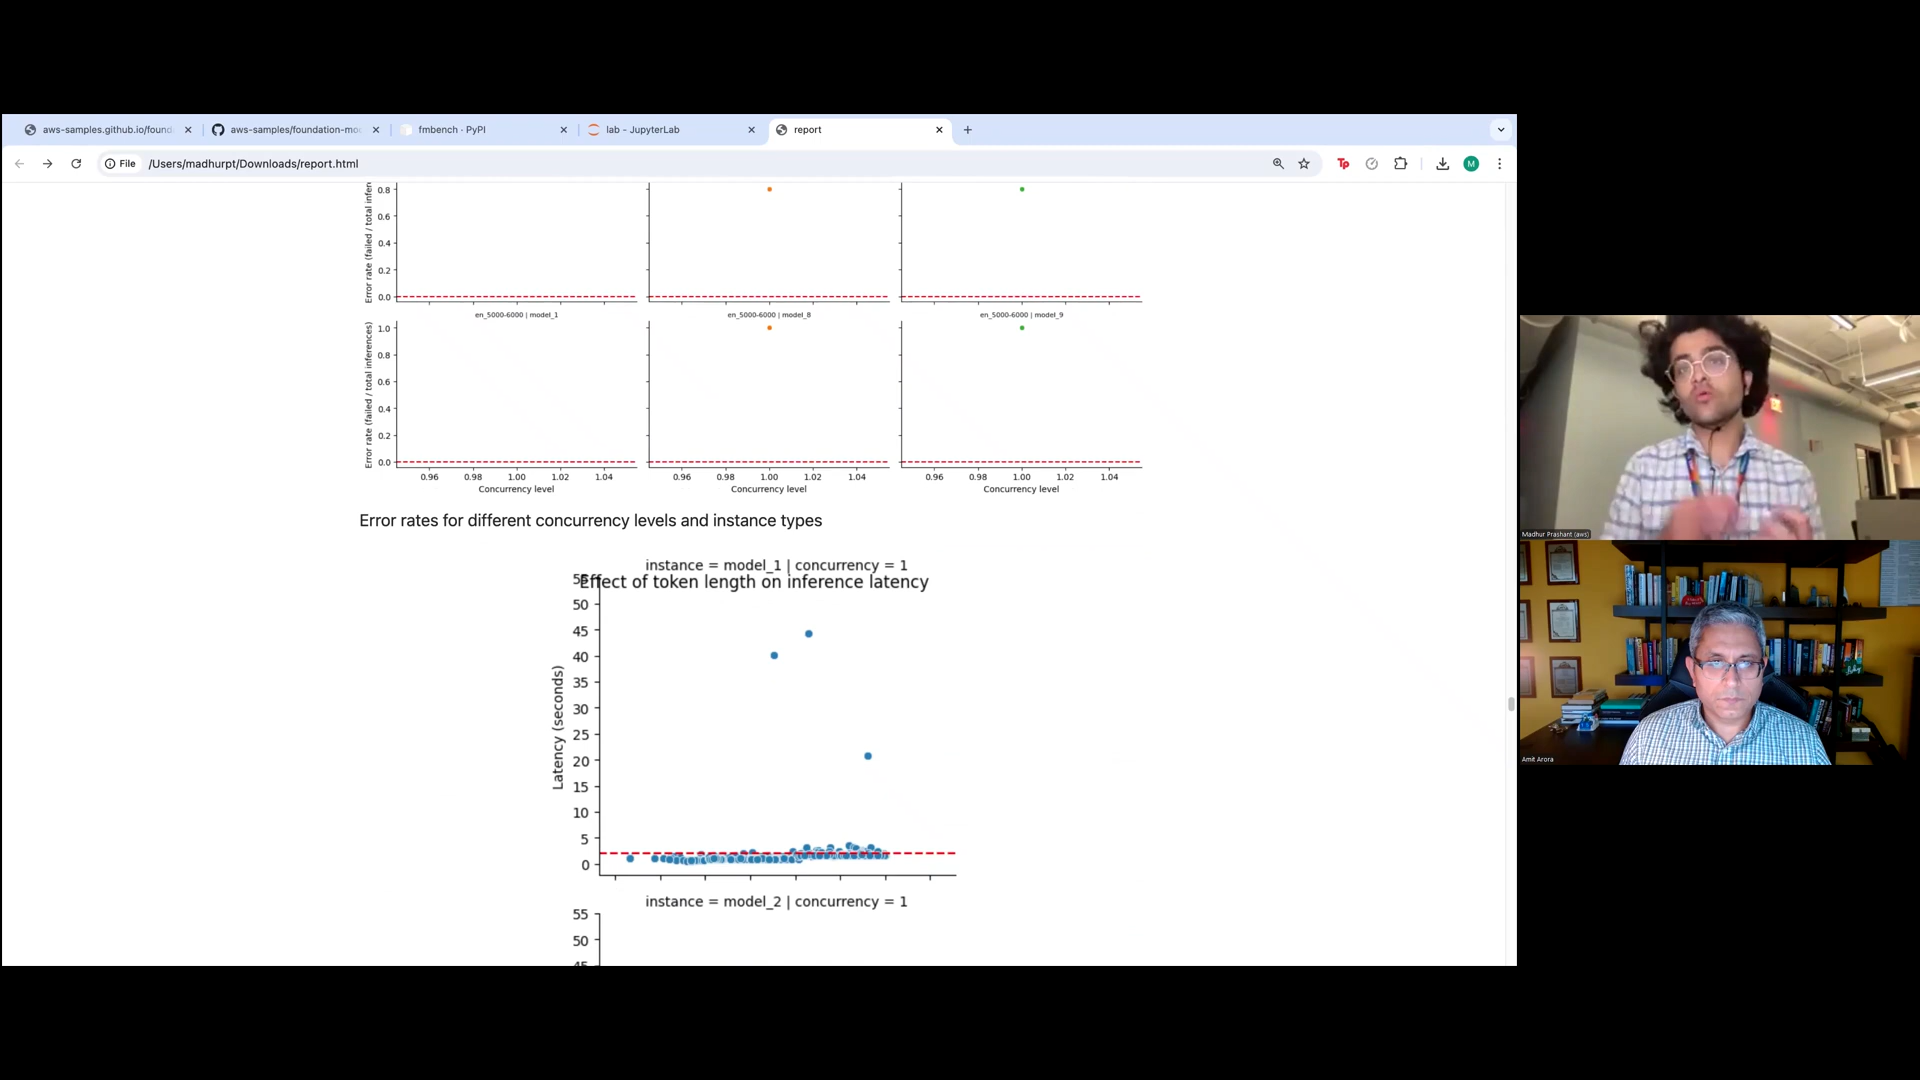 aws-samples.github.io/found
aws-samples/foundation-mo
fmbench · PyPI
lab - JupyterLab
report
File
/Users/madhurpt/Downloads/report.html
Tp
M
Error rate (failed / total infer
0.8
0.6
0.4
0.2
0.0
en_5000-6000 | model_1
en_5000-6000 | model_8
en_5000-6000 | model_9
Error rate (failed / total inferences)
1.0
0.8
0.6
0.4
0.2
0.0
0.96 0.98 1.00 1.02 1.04
0.96 0.98 1.00 1.02 1.04
0.96 0.98 1.00 1.02 1.04
Concurrency level
Concurrency level
Concurrency level
Error rates for different concurrency levels and instance types
instance = model_1 | concurrency = 1
Effect of token length on inference latency
Latency (seconds)
55
50
45
40
35
30
25
20
15
10
5
0
instance = model_2 | concurrency = 1
55
50
45
Madhur Prashant (aws)
Amit Arora